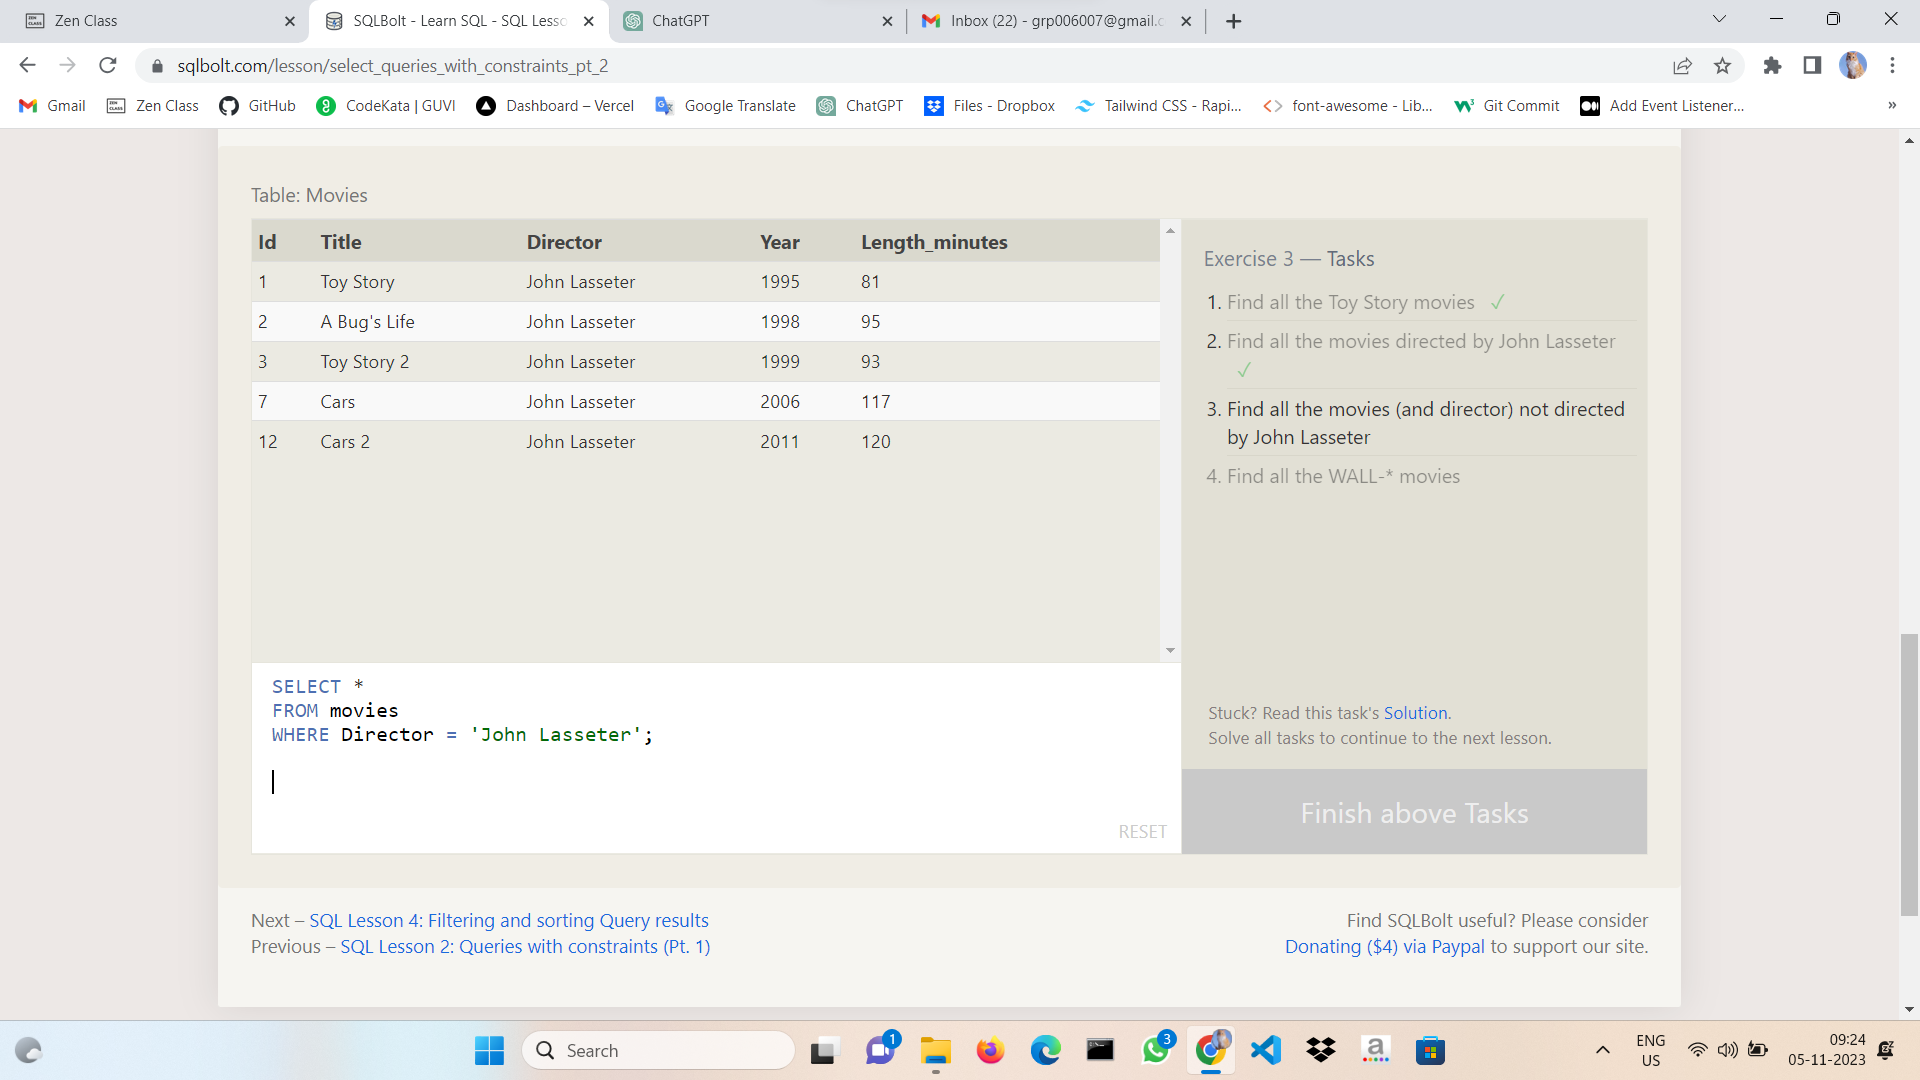 Zen Class
SQLBolt - Learn SQL - SQL Lesso
ChatGPT
Inbox (22) - grp006007@gmail.c
sqlbolt.com/lesson/select_queries_with_constraints_pt_2
Gmail
Zen Class
GitHub
CodeKata | GUVI
Dashboard – Vercel
Google Translate
ChatGPT
Files - Dropbox
Tailwind CSS - Rapi...
font-awesome - Lib...
Git Commit
Add Event Listener...
»
Table: Movies
Id Title Director Year Length_minutes
1 Toy Story John Lasseter 1995 81
2 A Bug's Life John Lasseter 1998 95
3 Toy Story 2 John Lasseter 1999 93
7 Cars John Lasseter 2006 117
12 Cars 2 John Lasseter 2011 120
SELECT *
FROM movies
WHERE Director = 'John Lasseter';
RESET
Exercise 3 — Tasks
1. Find all the Toy Story movies ✓
2. Find all the movies directed by John Lasseter
✓
3. Find all the movies (and director) not directed
by John Lasseter
4. Find all the WALL-* movies
Stuck? Read this task's Solution.
Solve all tasks to continue to the next lesson.
Finish above Tasks
Next – SQL Lesson 4: Filtering and sorting Query results
Previous – SQL Lesson 2: Queries with constraints (Pt. 1)
Find SQLBolt useful? Please consider
Donating ($4) via Paypal to support our site.
Search
1
3
ENG
US
09:24
05-11-2023